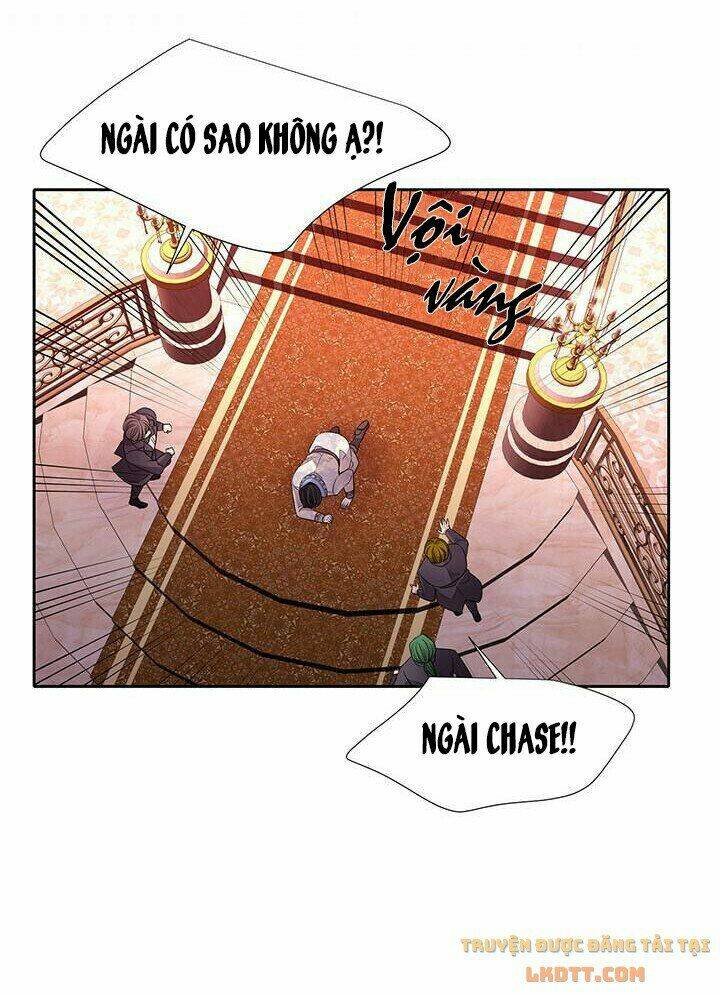 NGÀI CÓ SAO KHÔNG Ạ?!
Vội
vàng
NGÀI CHASE!!
TRUYỆN ĐƯỢC ĐĂNG TẢI TẠI
LKDTT.COM